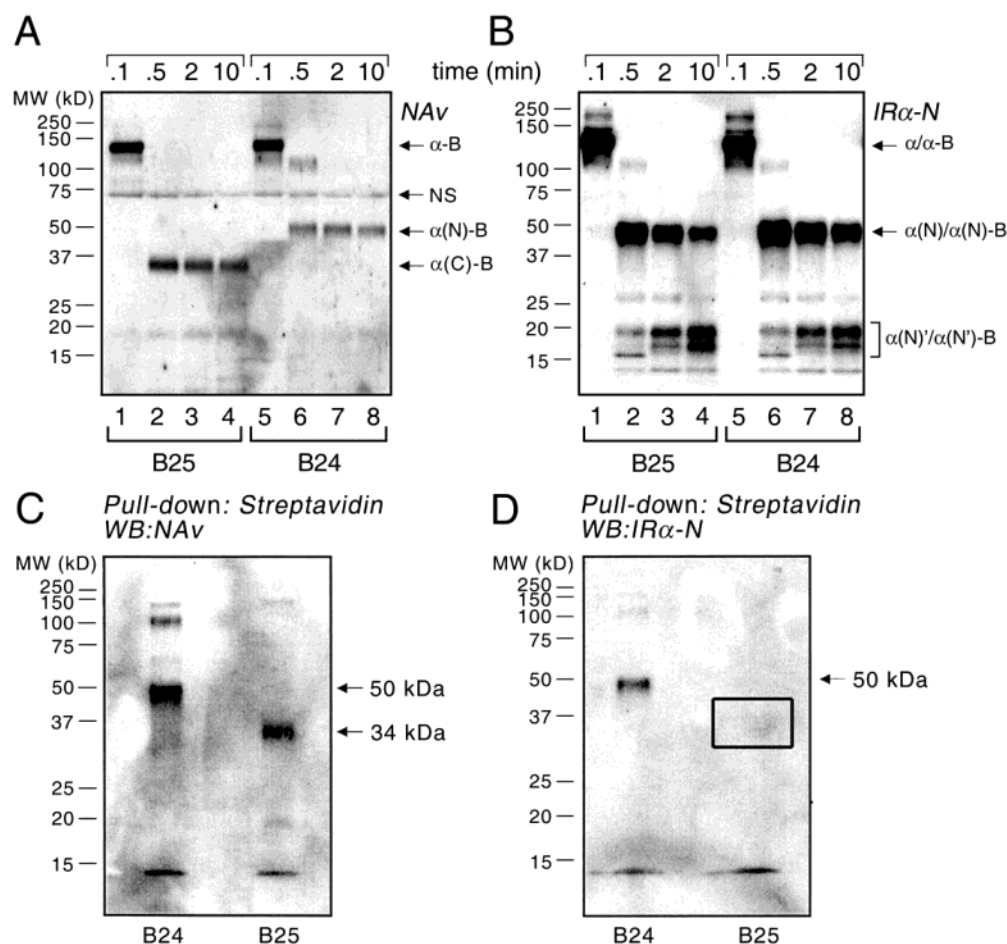 A
.1 .5 2 10 .1 .5 2 10
time (min)
MW (kD)
250
150
100
75
50
37
25
20
15
NAv
α-B
NS
α(N)-B
α(C)-B
1 2 3 4 5 6 7 8
B25 B24
B
.1 .5 2 10 .1 .5 2 10
250
150
100
75
50
37
25
20
15
IRα-N
α/α-B
α(N)/α(N)-B
α(N)'/α(N')-B
1 2 3 4 5 6 7 8
B25 B24
C
Pull-down: Streptavidin
WB:NAv
MW (kD)
250
150
100
75
50
37
25
20
15
50 kDa
34 kDa
B24 B25
D
Pull-down: Streptavidin
WB:IRα-N
MW (kD)
250
150
100
75
50
37
25
20
15
50 kDa
B24 B25